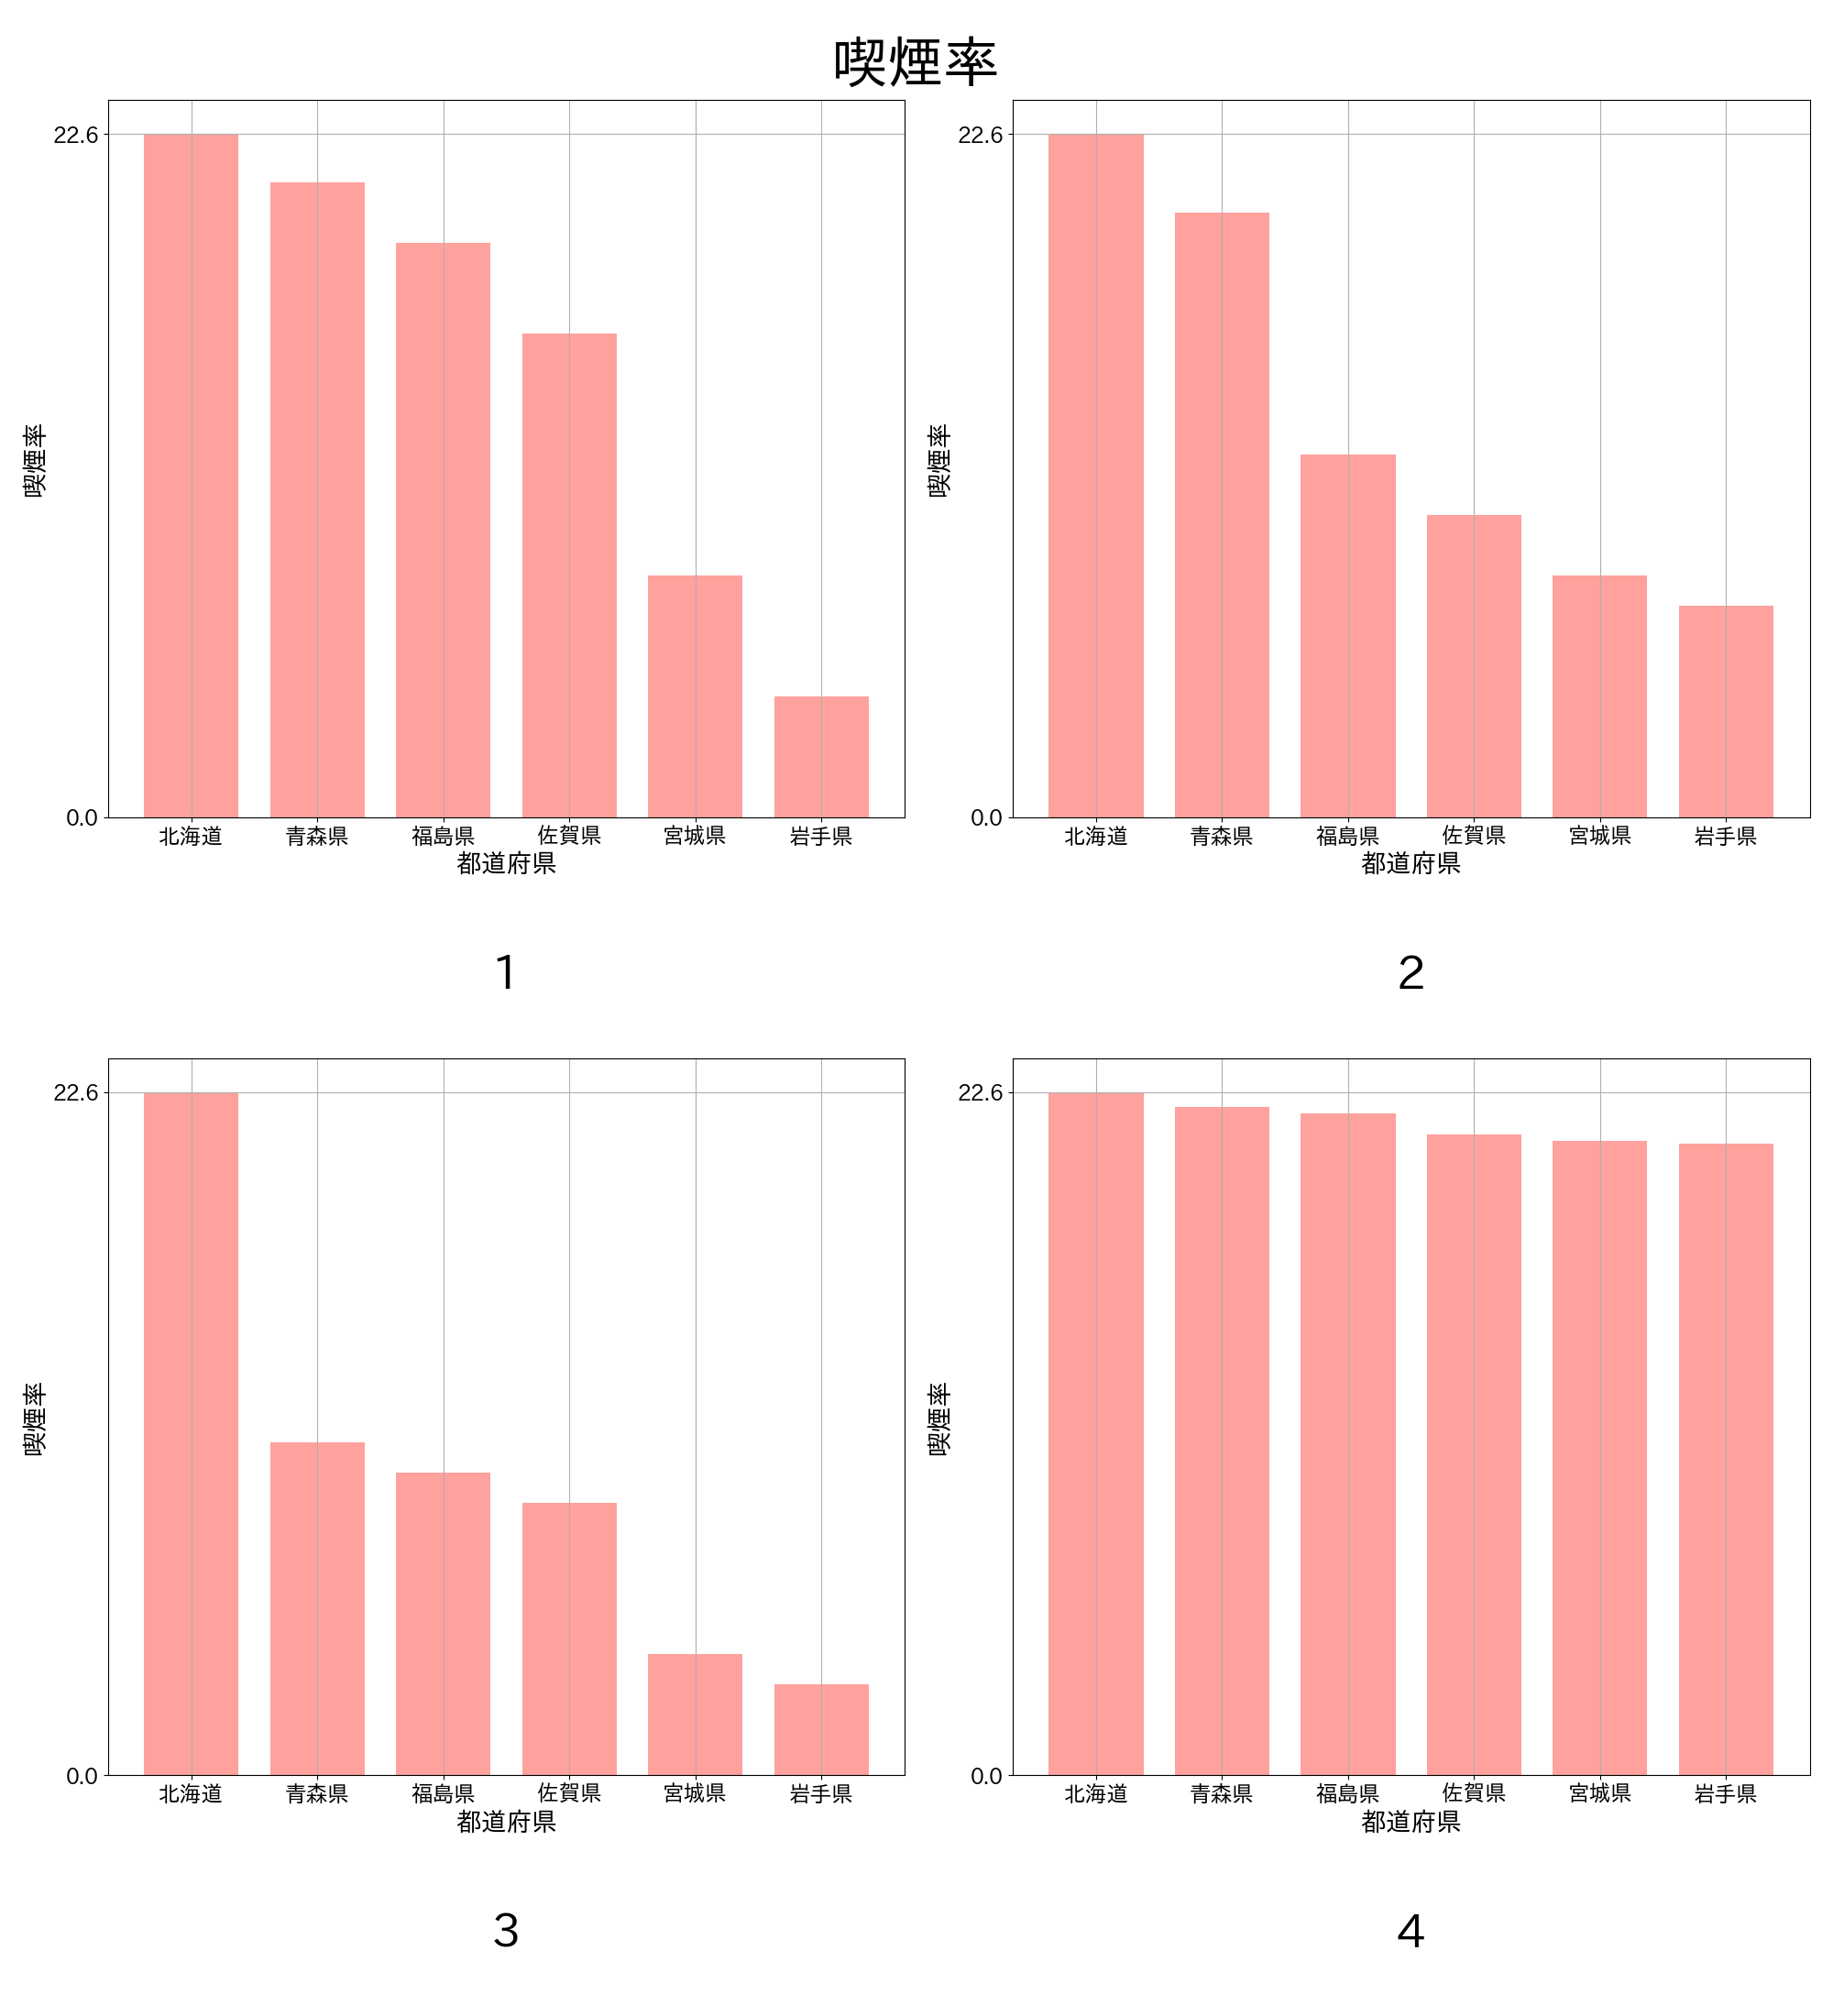 喫煙率
22.6
喫煙率
0.0
北海道 青森県 福島県 佐賀県 宮城県 岩手県
都道府県
1
22.6
喫煙率
0.0
北海道 青森県 福島県 佐賀県 宮城県 岩手県
都道府県
2
22.6
喫煙率
0.0
北海道 青森県 福島県 佐賀県 宮城県 岩手県
都道府県
3
22.6
喫煙率
0.0
北海道 青森県 福島県 佐賀県 宮城県 岩手県
都道府県
4